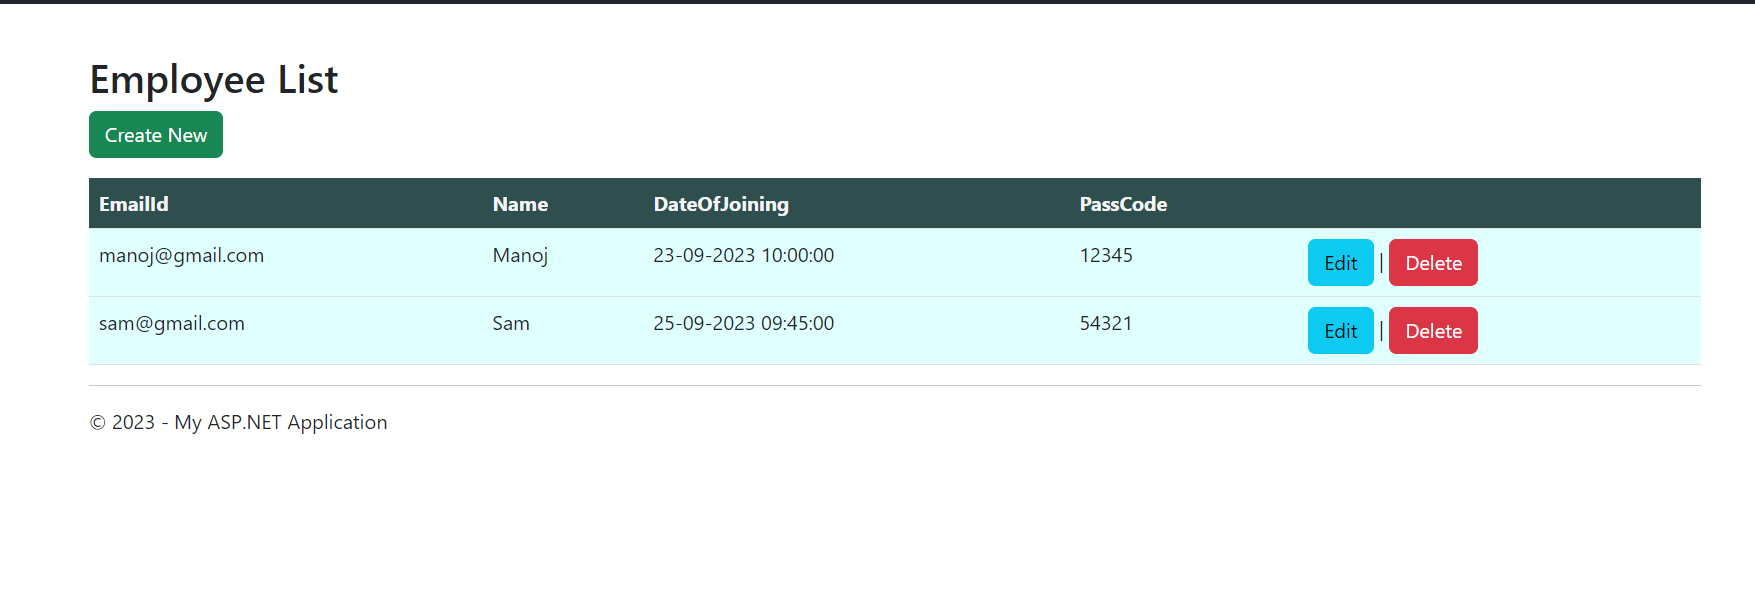 Employee List
Create New
EmailId Name DateOfJoining PassCode
manoj@gmail.com Manoj 23-09-2023 10:00:00 12345 Edit | Delete
sam@gmail.com Sam 25-09-2023 09:45:00 54321 Edit | Delete
© 2023 - My ASP.NET Application